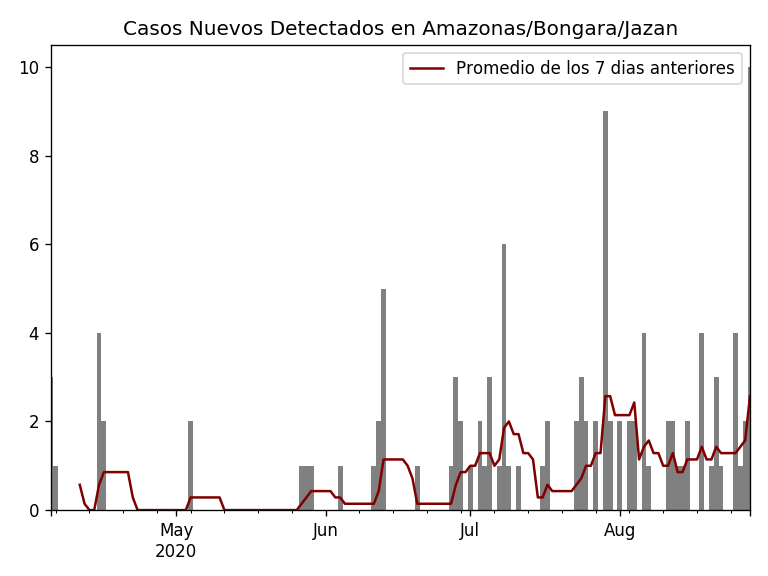 Casos Nuevos Detectados en Amazonas/Bongara/Jazan
Promedio de los 7 dias anteriores
10
8
6
4
2
0
May
2020
Jun
Jul
Aug